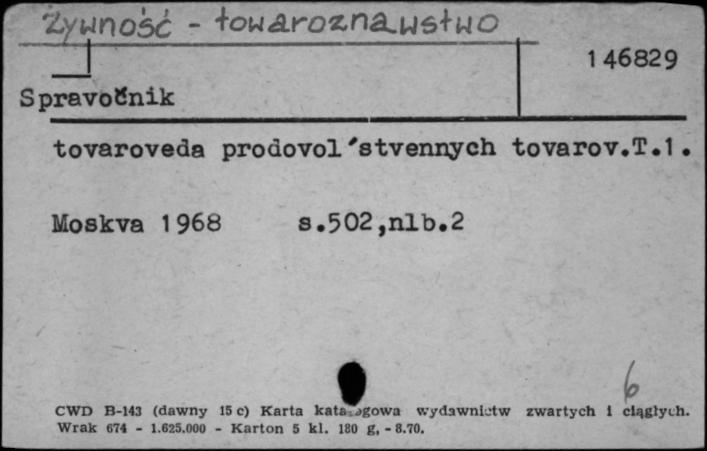 Żywność - towaroznawstwo
146829
Spravočnik
tovaroveda prodovol'stvennych tovarov.T.1.
Moskva 1968 s.502,nlb.2
6
CWD B-143 (dawny 15 c) Karta katalogowa wydawnictw zwartych i ciągłych.
Wrak 674 - 1.625.000 - Karton 5 kl. 180 g, - 8.70.